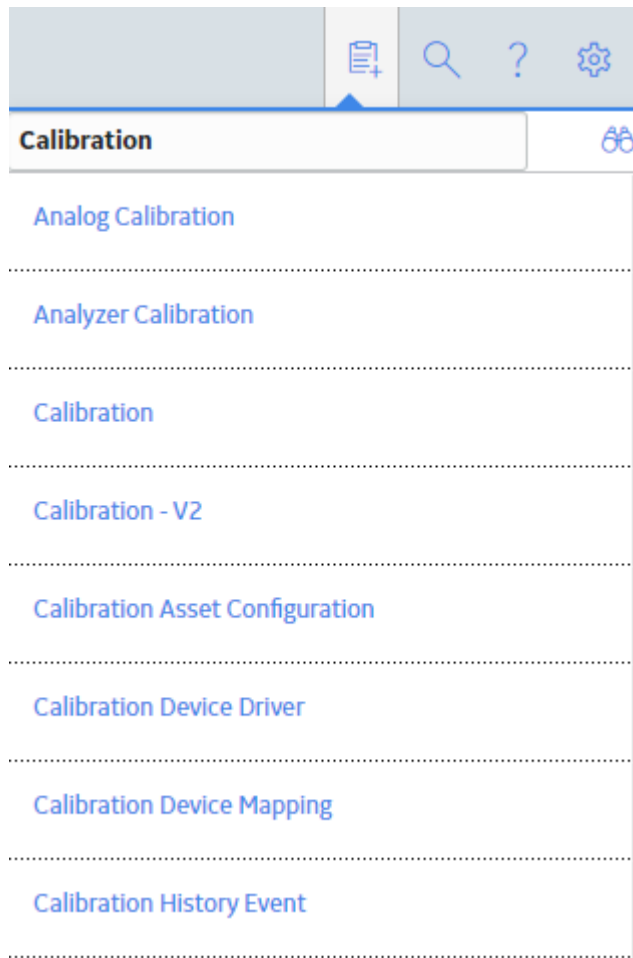 ?
Calibration
Analog Calibration
Analyzer Calibration
Calibration
Calibration - V2
Calibration Asset Configuration
Calibration Device Driver
Calibration Device Mapping
Calibration History Event